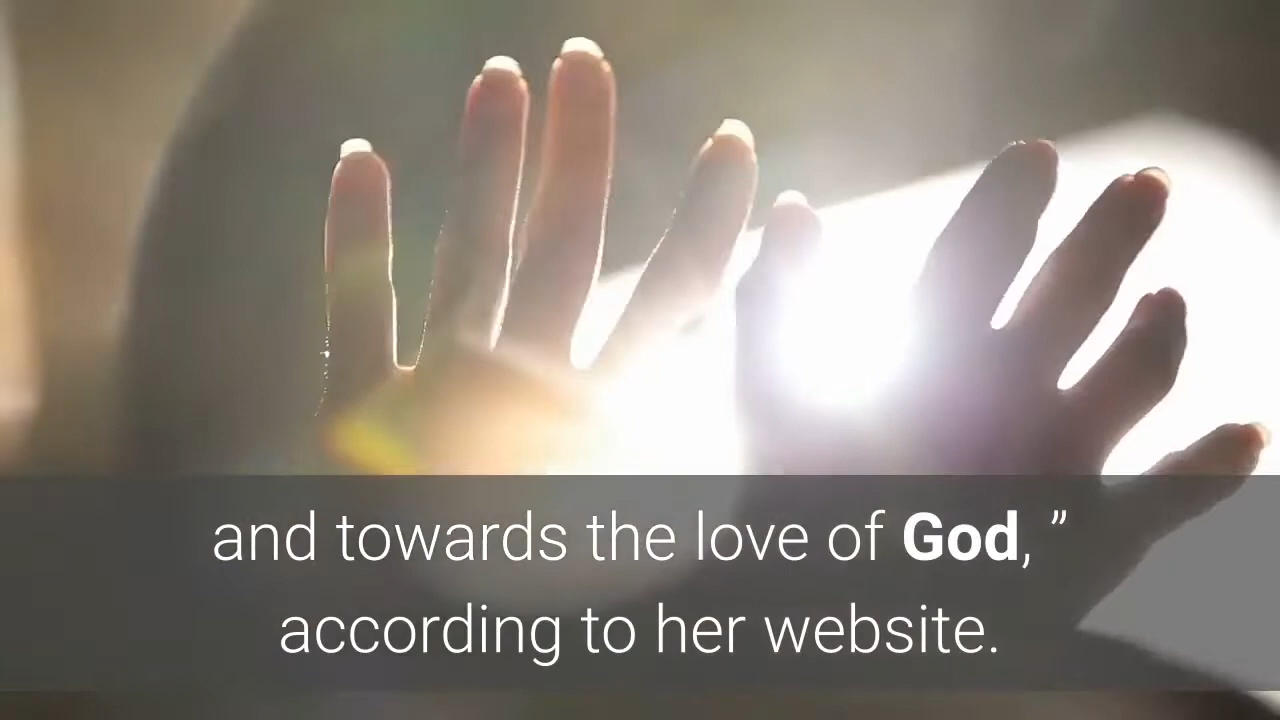 and towards the love of God, ”
according to her website.